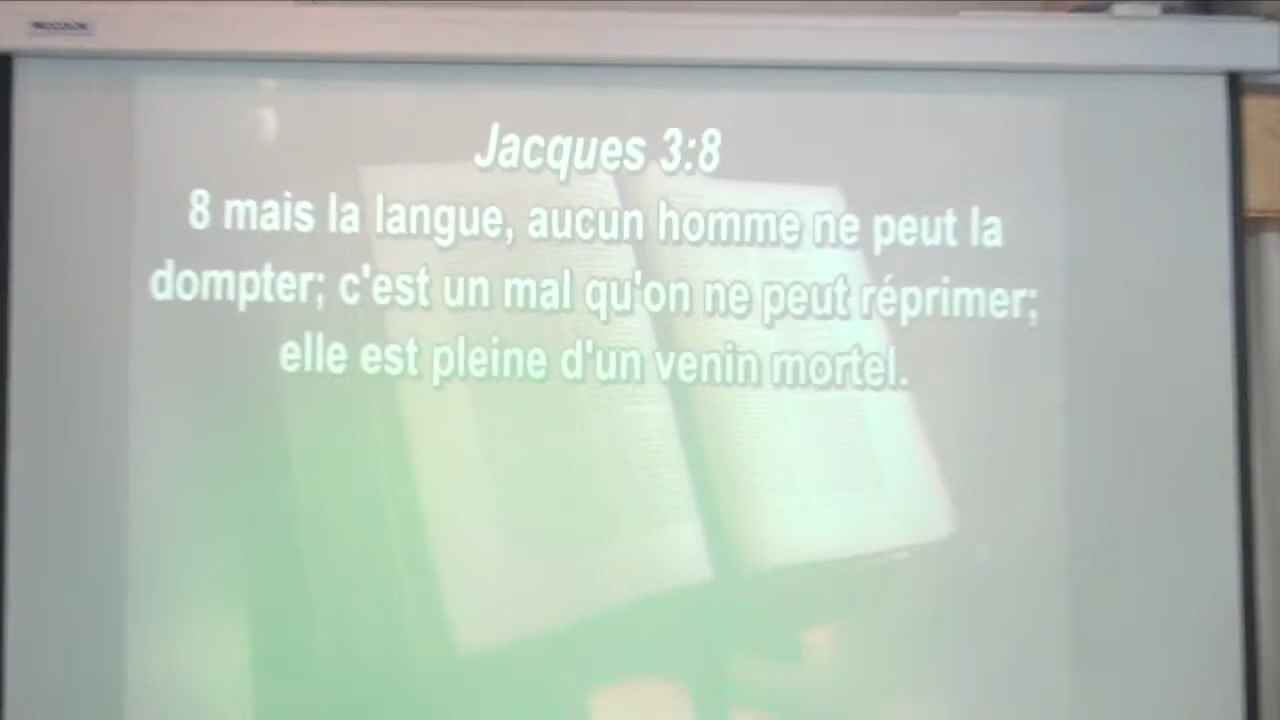 Jacques 3:8
8 mais la langue, aucun homme ne peut la
dompter; c'est un mal qu'on ne peut réprimer;
elle est pleine d'un venin mortel.